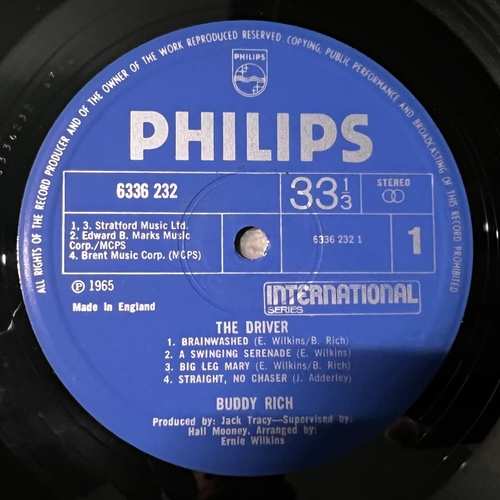 ALL RIGHTS OF THE RECORD PRODUCER AND OF THE OWNER OF THE WORK REPRODUCED RESERVED. COPYING, PUBLIC PERFORMANCE AND BROADCASTING OF THIS RECORD PROHIBITED
PHILIPS
PHILIPS
6336 232
33 1/3
STEREO
1, 3. Stratford Music Ltd.
2. Edward B. Marks Music
Corp./MCPS
4. Brent Music Corp. (MCPS)
6336 232 1
1
Ⓟ 1965
Made in England
INTERNATIONAL
SERIES
THE DRIVER
1. BRAINWASHED (E. Wilkins/B. Rich)
2. A SWINGING SERENADE (E. Wilkins)
3. BIG LEG MARY (E. Wilkins/B. Rich)
4. STRAIGHT, NO CHASER (J. Adderley)
BUDDY RICH
Produced by: Jack Tracy—Supervised by:
Hall Mooney, Arranged by:
Ernie Wilkins